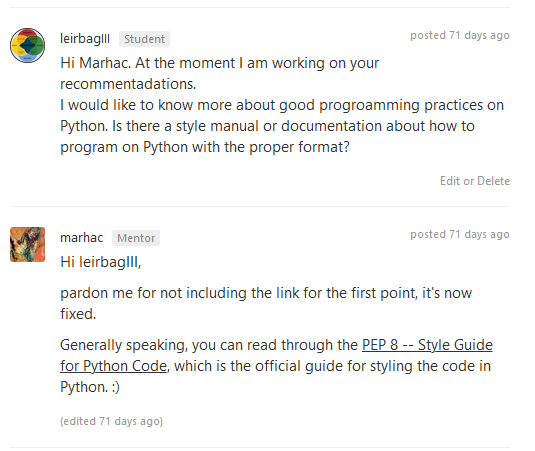 leirbagIII Student posted 71 days ago
Hi Marhac. At the moment I am working on your
recommentadations.
I would like to know more about good prograamming practices on
Python. Is there a style manual or documentation about how to
program on Python with the proper format?
Edit or Delete
marhac Mentor posted 71 days ago
Hi leirbagIII,
pardon me for not including the link for the first point, it's now
fixed.
Generally speaking, you can read through the PEP 8 -- Style Guide
for Python Code, which is the official guide for styling the code in
Python. :)
(edited 71 days ago)